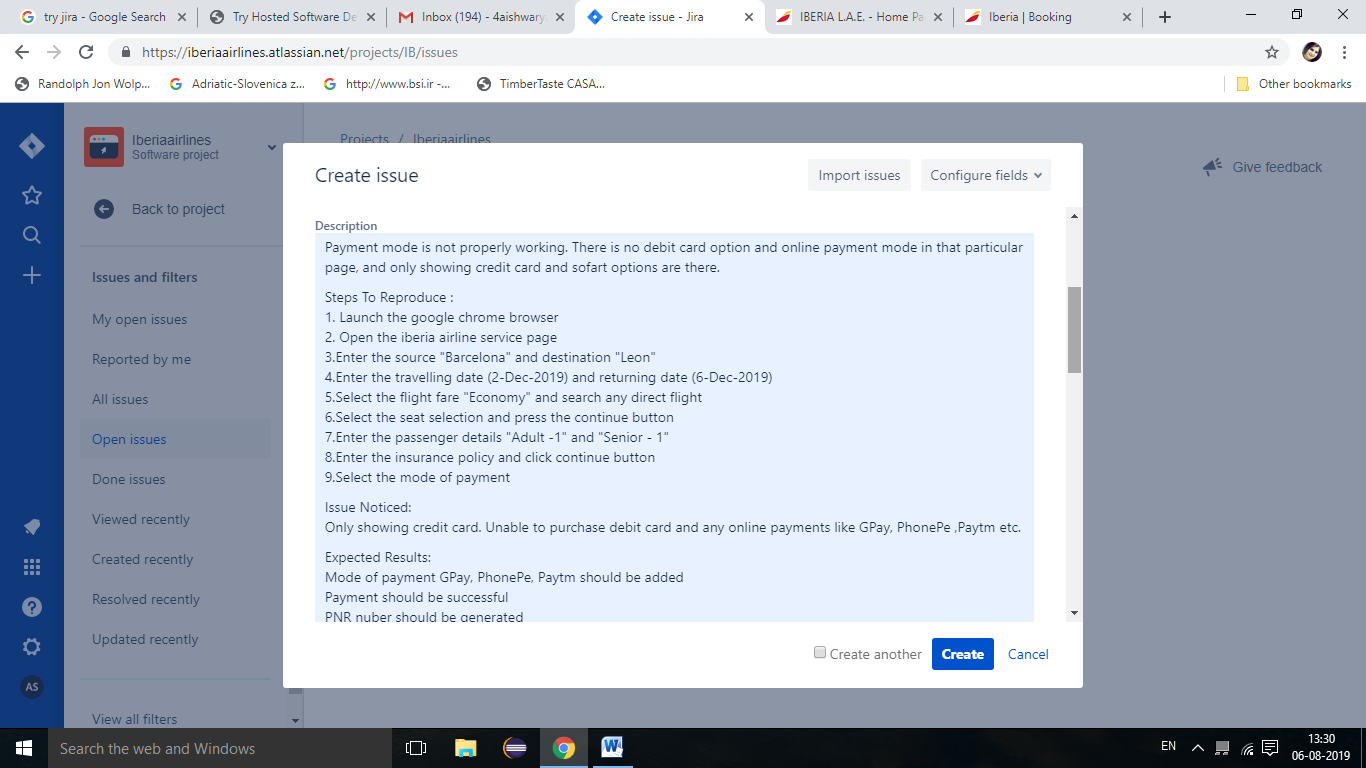 try jira - Google Search
Try Hosted Software De
Inbox (194) - 4aishwary
Create issue - Jira
IBERIA L.A.E. - Home Pa
Iberia | Booking
https://iberiaairlines.atlassian.net/projects/IB/issues
Randolph Jon Wolp...
Adriatic-Slovenica z...
http://www.bsi.ir -...
TimberTaste CASA...
Other bookmarks
Iberiaairlines
Software project
Back to project
Issues and filters
My open issues
Reported by me
All issues
Open issues
Done issues
Viewed recently
Created recently
Resolved recently
Updated recently
View all filters
AS
Projects / Iberiaairlines
Give feedback
Create issue
Import issues
Configure fields
Description
Payment mode is not properly working. There is no debit card option and online payment mode in that particular
page, and only showing credit card and sofart options are there.
Steps To Reproduce :
1. Launch the google chrome browser
2. Open the iberia airline service page
3.Enter the source "Barcelona" and destination "Leon"
4.Enter the travelling date (2-Dec-2019) and returning date (6-Dec-2019)
5.Select the flight fare "Economy" and search any direct flight
6.Select the seat selection and press the continue button
7.Enter the passenger details "Adult -1" and "Senior - 1"
8.Enter the insurance policy and click continue button
9.Select the mode of payment
Issue Noticed:
Only showing credit card. Unable to purchase debit card and any online payments like GPay, PhonePe ,Paytm etc.
Expected Results:
Mode of payment GPay, PhonePe, Paytm should be added
Payment should be successful
PNR nuber should be generated
Create another
Create
Cancel
Search the web and Windows
EN
13:30
06-08-2019